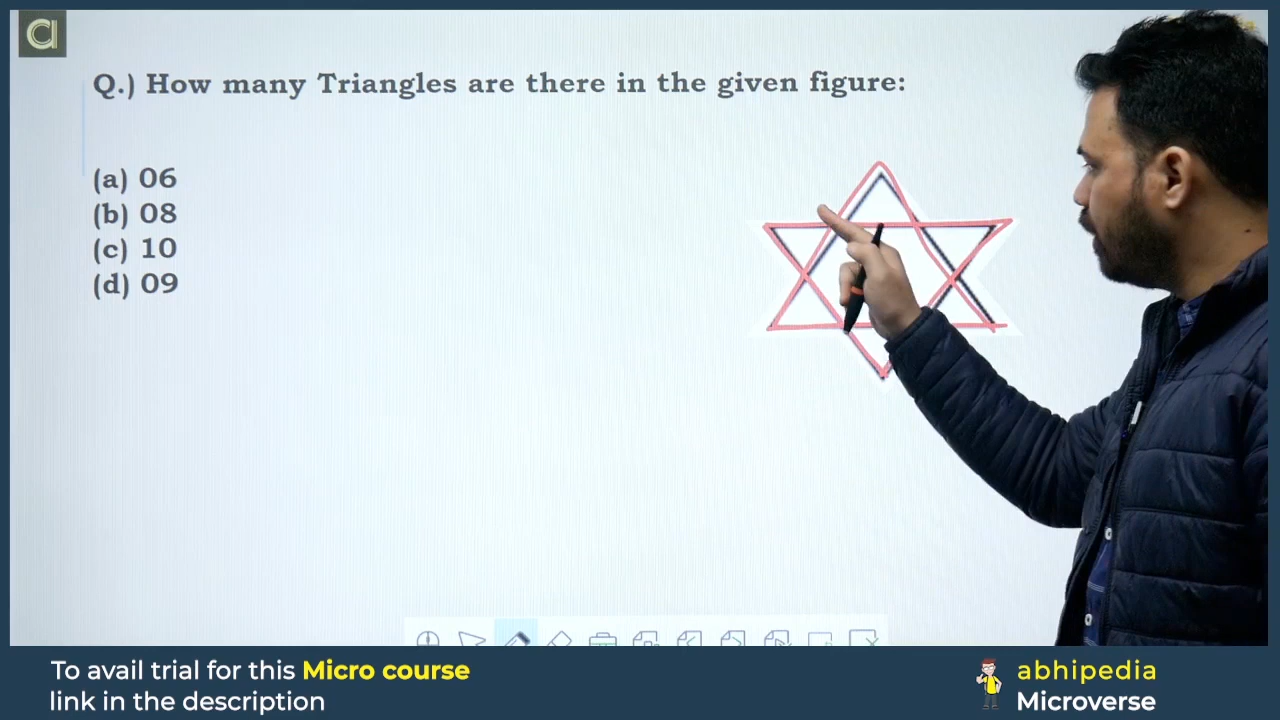 Q.) How many Triangles are there in the given figure:
(a) 06
(b) 08
(c) 10
(d) 09
To avail trial for this Micro course
link in the description
abhipedia
Microverse